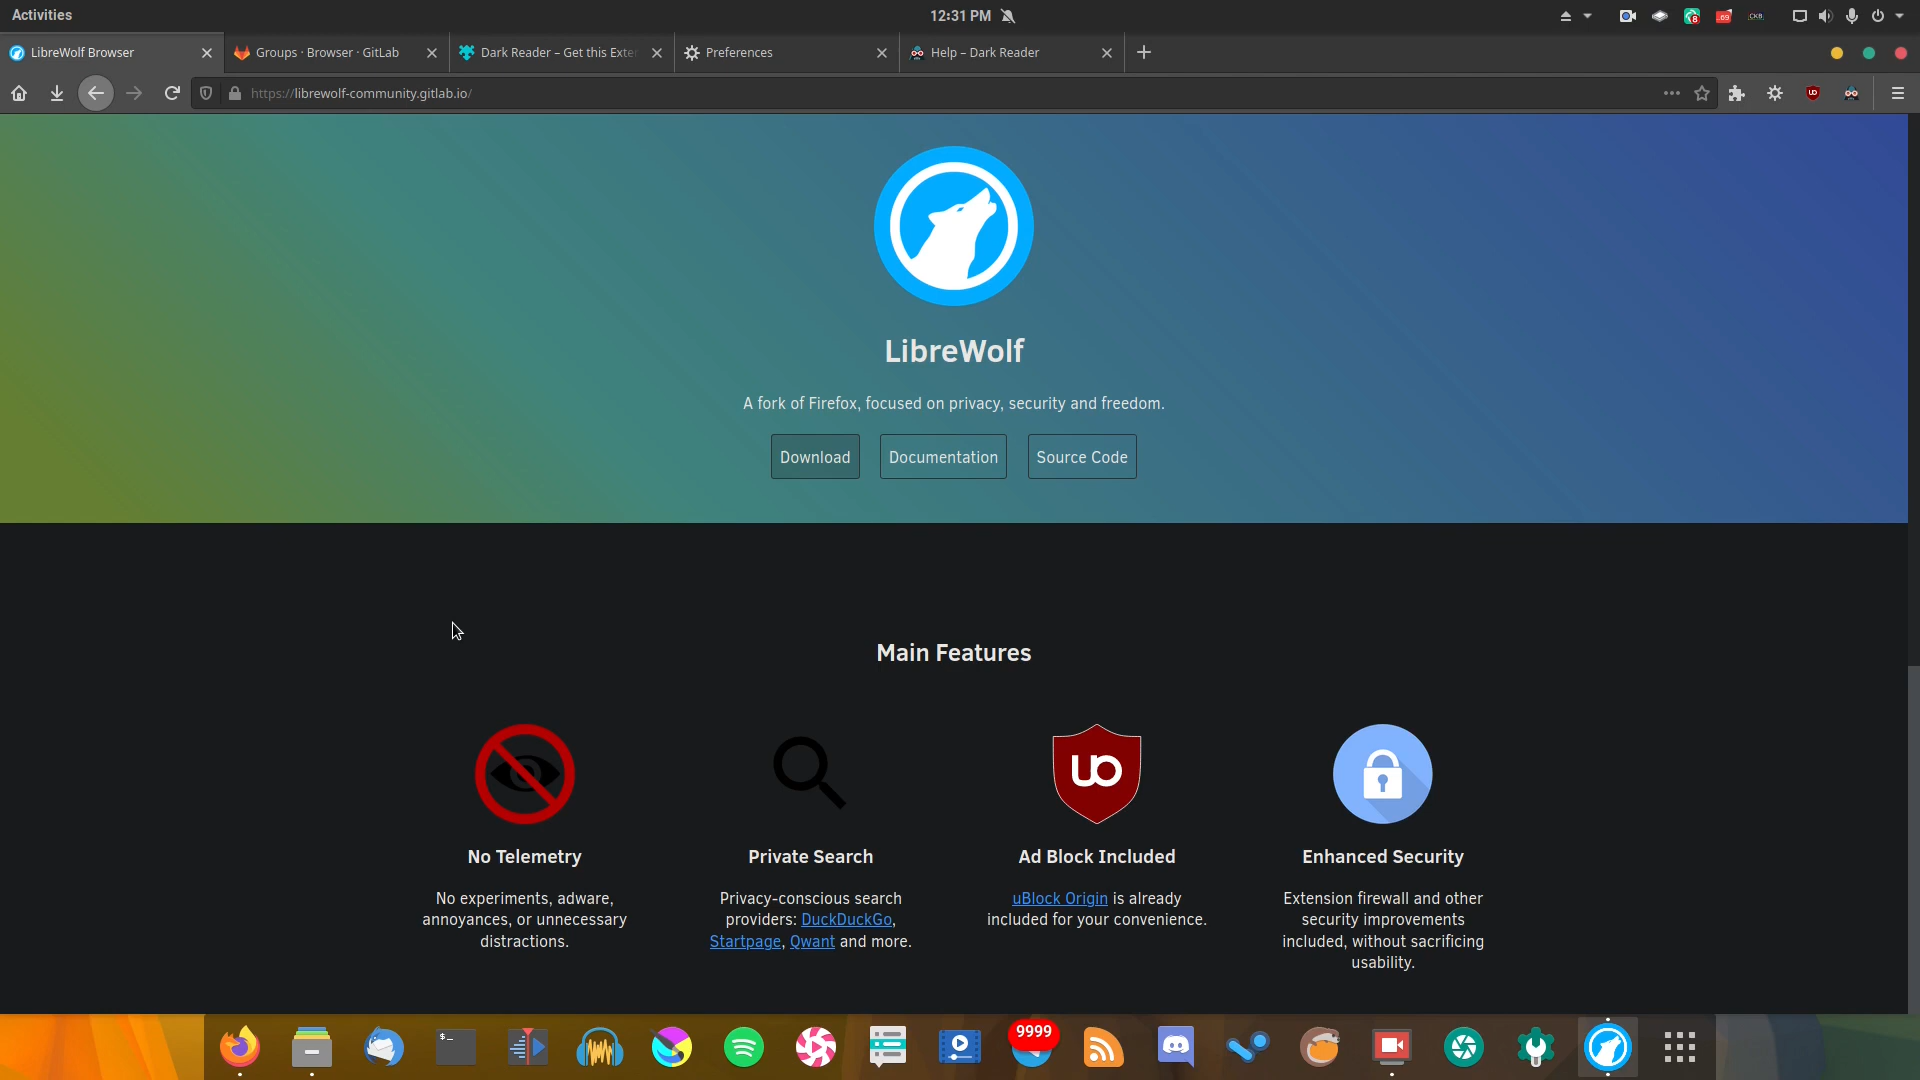 Activities
12:31 PM
LibreWolf Browser
Groups · Browser · GitLab
Dark Reader – Get this Exte
Preferences
Help – Dark Reader
https://librewolf-community.gitlab.io/
LibreWolf
A fork of Firefox, focused on privacy, security and freedom.
Download
Documentation
Source Code
Main Features
No Telemetry
Private Search
Ad Block Included
Enhanced Security
No experiments, adware,
annoyances, or unnecessary
distractions.
Privacy-conscious search
providers: DuckDuckGo,
Startpage, Qwant and more.
uBlock Origin is already
included for your convenience.
Extension firewall and other
security improvements
included, without sacrificing
usability.
9999